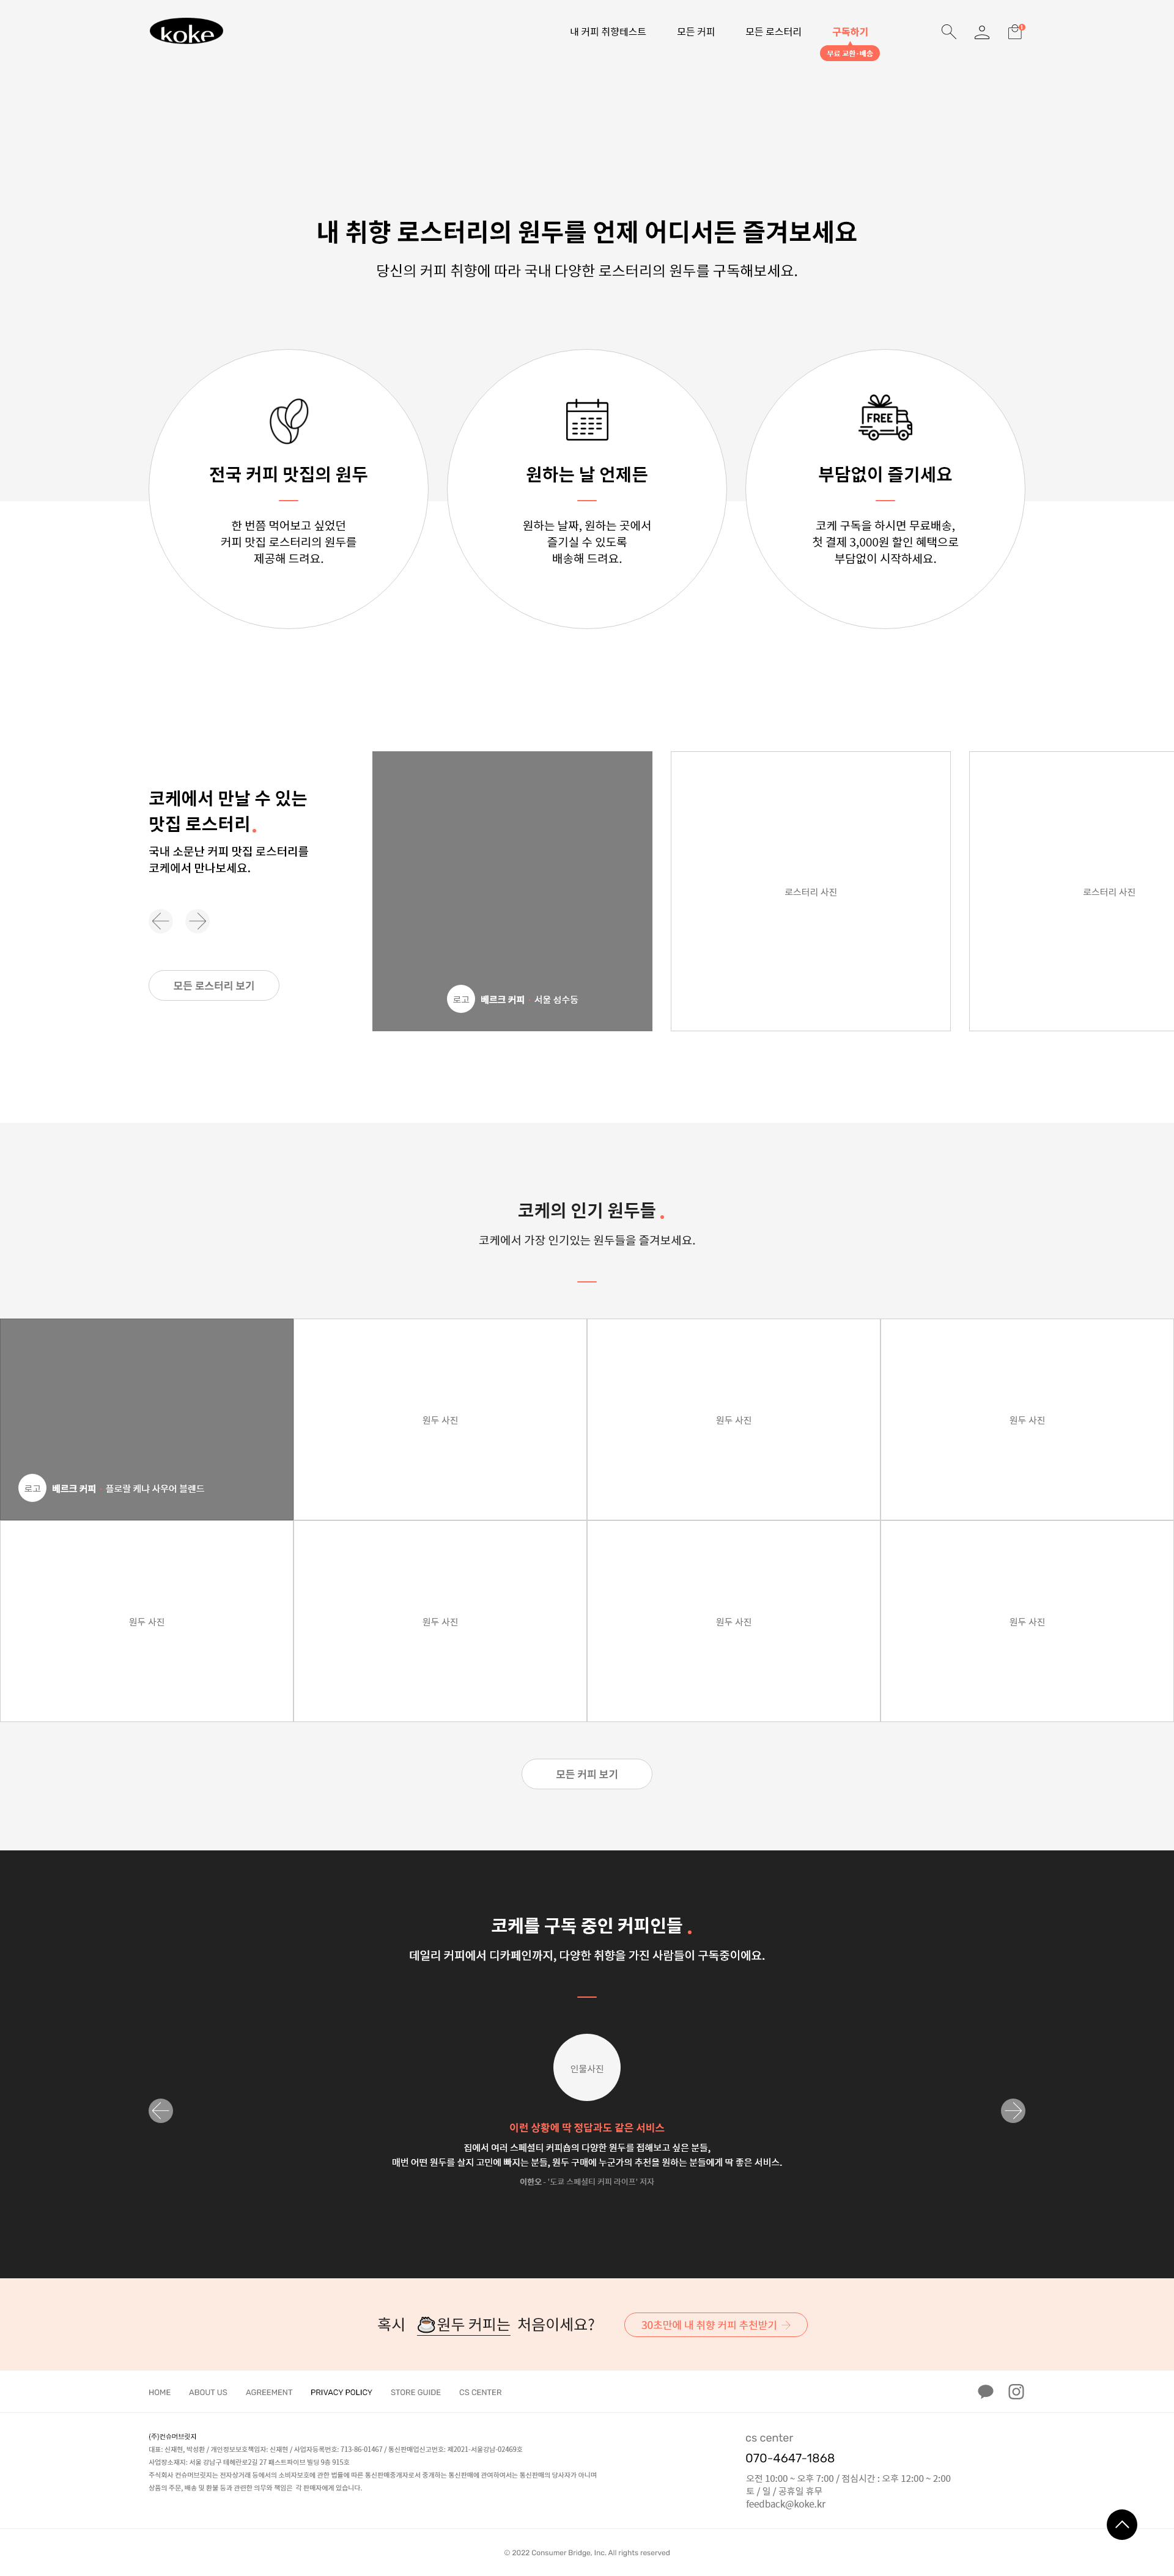 koke
내 커피 취향테스트
모든 커피
모든 로스터리
구독하기
무료 교환·배송
내 취향 로스터리의 원두를 언제 어디서든 즐겨보세요
당신의 커피 취향에 따라 국내 다양한 로스터리의 원두를 구독해보세요.
전국 커피 맛집의 원두
한 번쯤 먹어보고 싶었던
커피 맛집 로스터리의 원두를
제공해 드려요.
원하는 날 언제든
원하는 날짜, 원하는 곳에서
즐기실 수 있도록
배송해 드려요.
FREE
부담없이 즐기세요
코케 구독을 하시면 무료배송,
첫 결제 3,000원 할인 혜택으로
부담없이 시작하세요.
코케에서 만날 수 있는
맛집 로스터리.
국내 소문난 커피 맛집 로스터리를
코케에서 만나보세요.
모든 로스터리 보기
로고
베르크 커피
서울 성수동
로스터리 사진
로스터리 사진
코케의 인기 원두들 .
코케에서 가장 인기있는 원두들을 즐겨보세요.
로고
베르크 커피
플로랄 케냐 사우어 블렌드
원두 사진
원두 사진
원두 사진
원두 사진
원두 사진
원두 사진
원두 사진
모든 커피 보기
코케를 구독 중인 커피인들 .
데일리 커피에서 디카페인까지, 다양한 취향을 가진 사람들이 구독중이에요.
인물사진
이런 상황에 딱 정답과도 같은 서비스
집에서 여러 스페셜티 커피숍의 다양한 원두를 접해보고 싶은 분들,
매번 어떤 원두를 살지 고민에 빠지는 분들, 원두 구매에 누군가의 추천을 원하는 분들에게 딱 좋은 서비스.
이한오 - '도쿄 스페셜티 커피 라이프' 저자
혹시 원두 커피는 처음이세요?
30초만에 내 취향 커피 추천받기
HOME
ABOUT US
AGREEMENT
PRIVACY POLICY
STORE GUIDE
CS CENTER
(주)컨슈머브릿지
대표: 신재현, 박성환 / 개인정보보호책임자: 신재현 / 사업자등록번호: 713-86-01467 / 통신판매업신고번호: 제2021-서울강남-02469호
사업장소재지: 서울 강남구 테헤란로2길 27 패스트파이브 빌딩 9층 915호
주식회사 컨슈머브릿지는 전자상거래 등에서의 소비자보호에 관한 법률에 따른 통신판매중개자로서 중개하는 통신판매에 관여하여서는 통신판매의 당사자가 아니며
상품의 주문, 배송 및 환불 등과 관련한 의무와 책임은 각 판매자에게 있습니다.
cs center
070-4647-1868
오전 10:00 ~ 오후 7:00 / 점심시간 : 오후 12:00 ~ 2:00
토 / 일 / 공휴일 휴무
feedback@koke.kr
© 2022 Consumer Bridge, Inc. All rights reserved